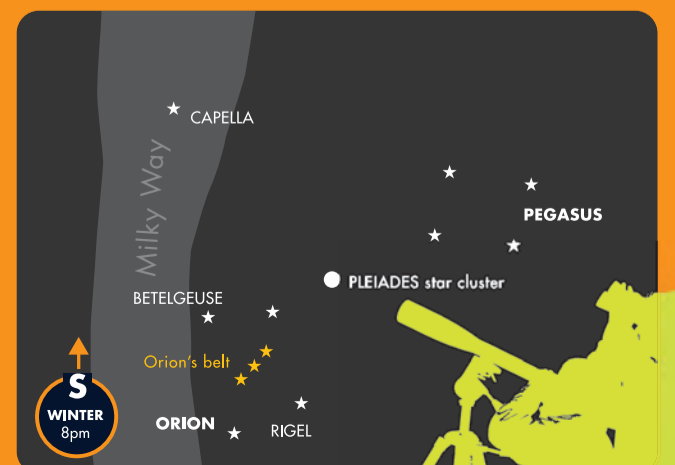 CAPELLA
Milky Way
PEGASUS
PLEIADES star cluster
BETELGEUSE
Orion's belt
S
WINTER
8pm
ORION
RIGEL